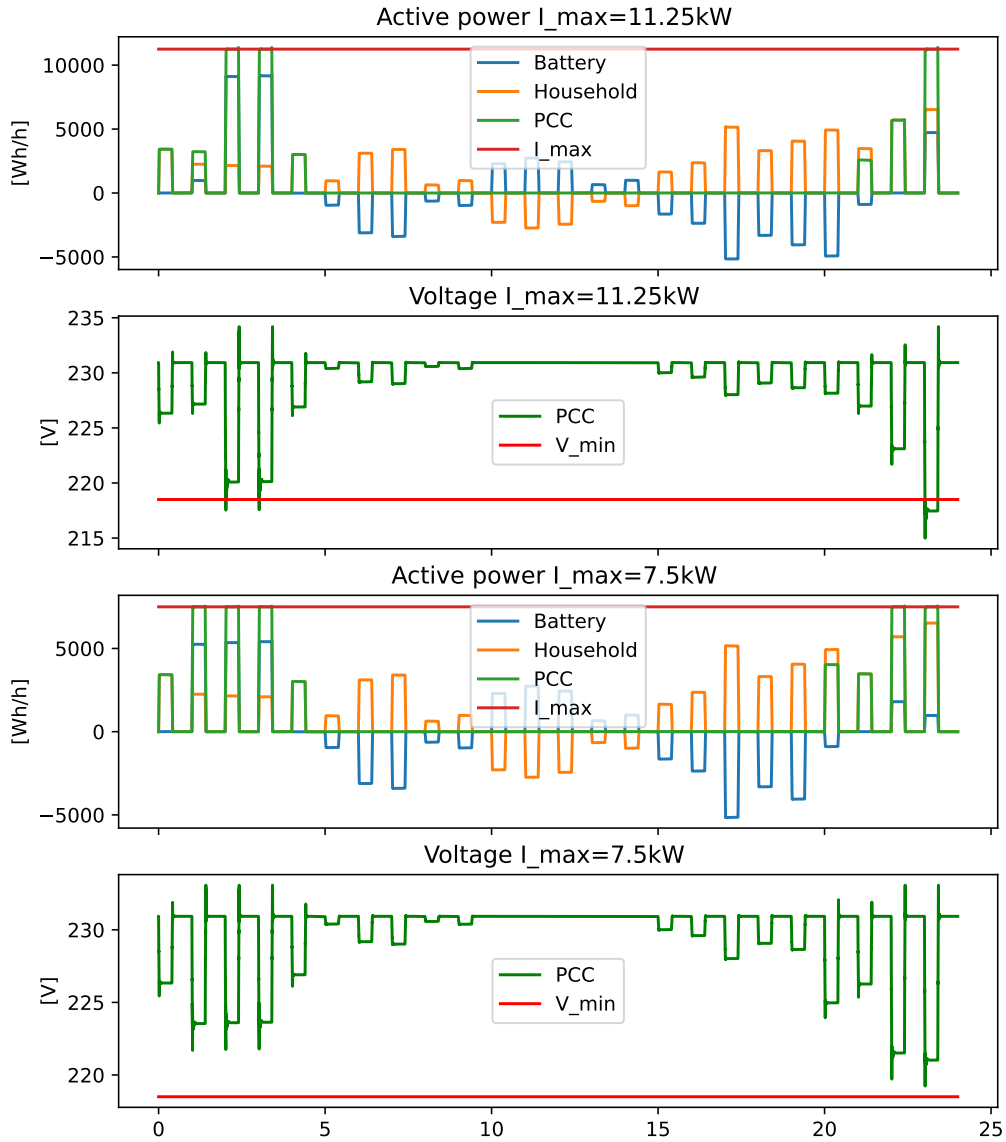 Active power I_max=11.25kW
10000
5000
0
−5000
[Wh/h]
Battery
Household
PCC
I_max
Voltage I_max=11.25kW
235
230
225
220
215
[V]
PCC
V_min
Active power I_max=7.5kW
5000
0
−5000
[Wh/h]
Battery
Household
PCC
I_max
Voltage I_max=7.5kW
230
225
220
[V]
PCC
V_min
0 5 10 15 20 25